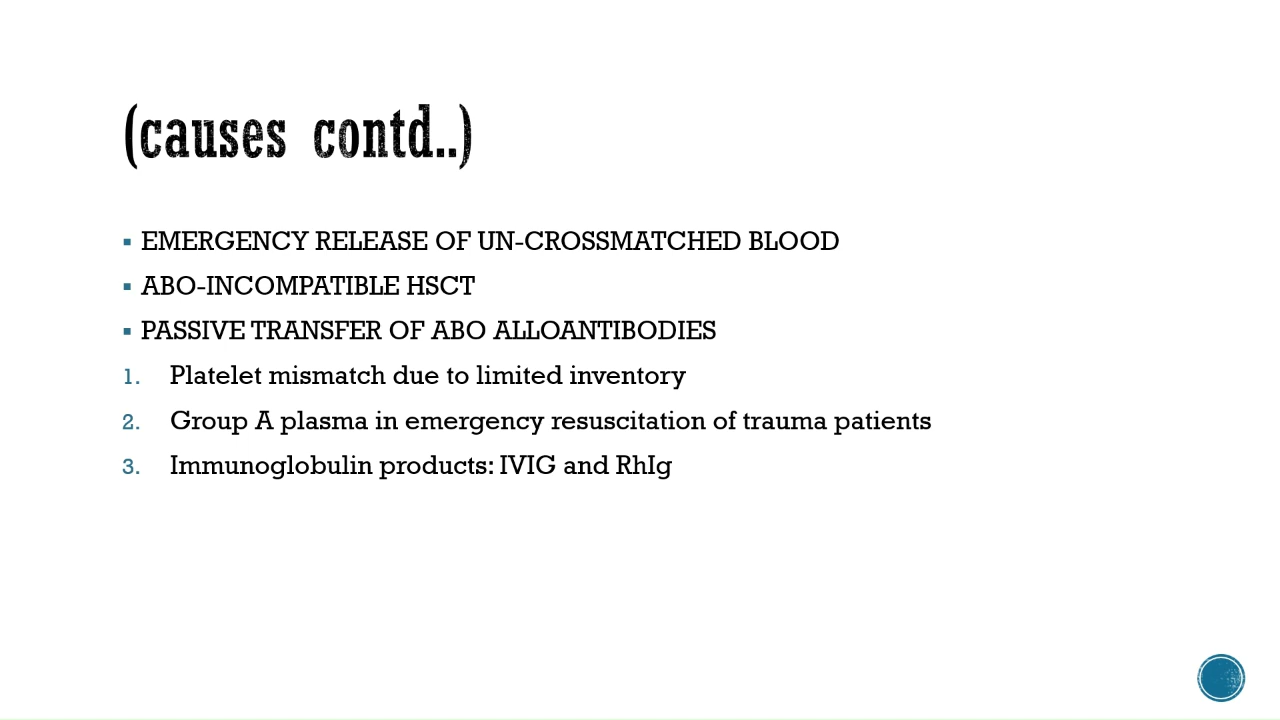 (causes contd..)
▪ EMERGENCY RELEASE OF UN-CROSSMATCHED BLOOD
▪ ABO-INCOMPATIBLE HSCT
▪ PASSIVE TRANSFER OF ABO ALLOANTIBODIES
1. Platelet mismatch due to limited inventory
2. Group A plasma in emergency resuscitation of trauma patients
3. Immunoglobulin products: IVIG and RhIg